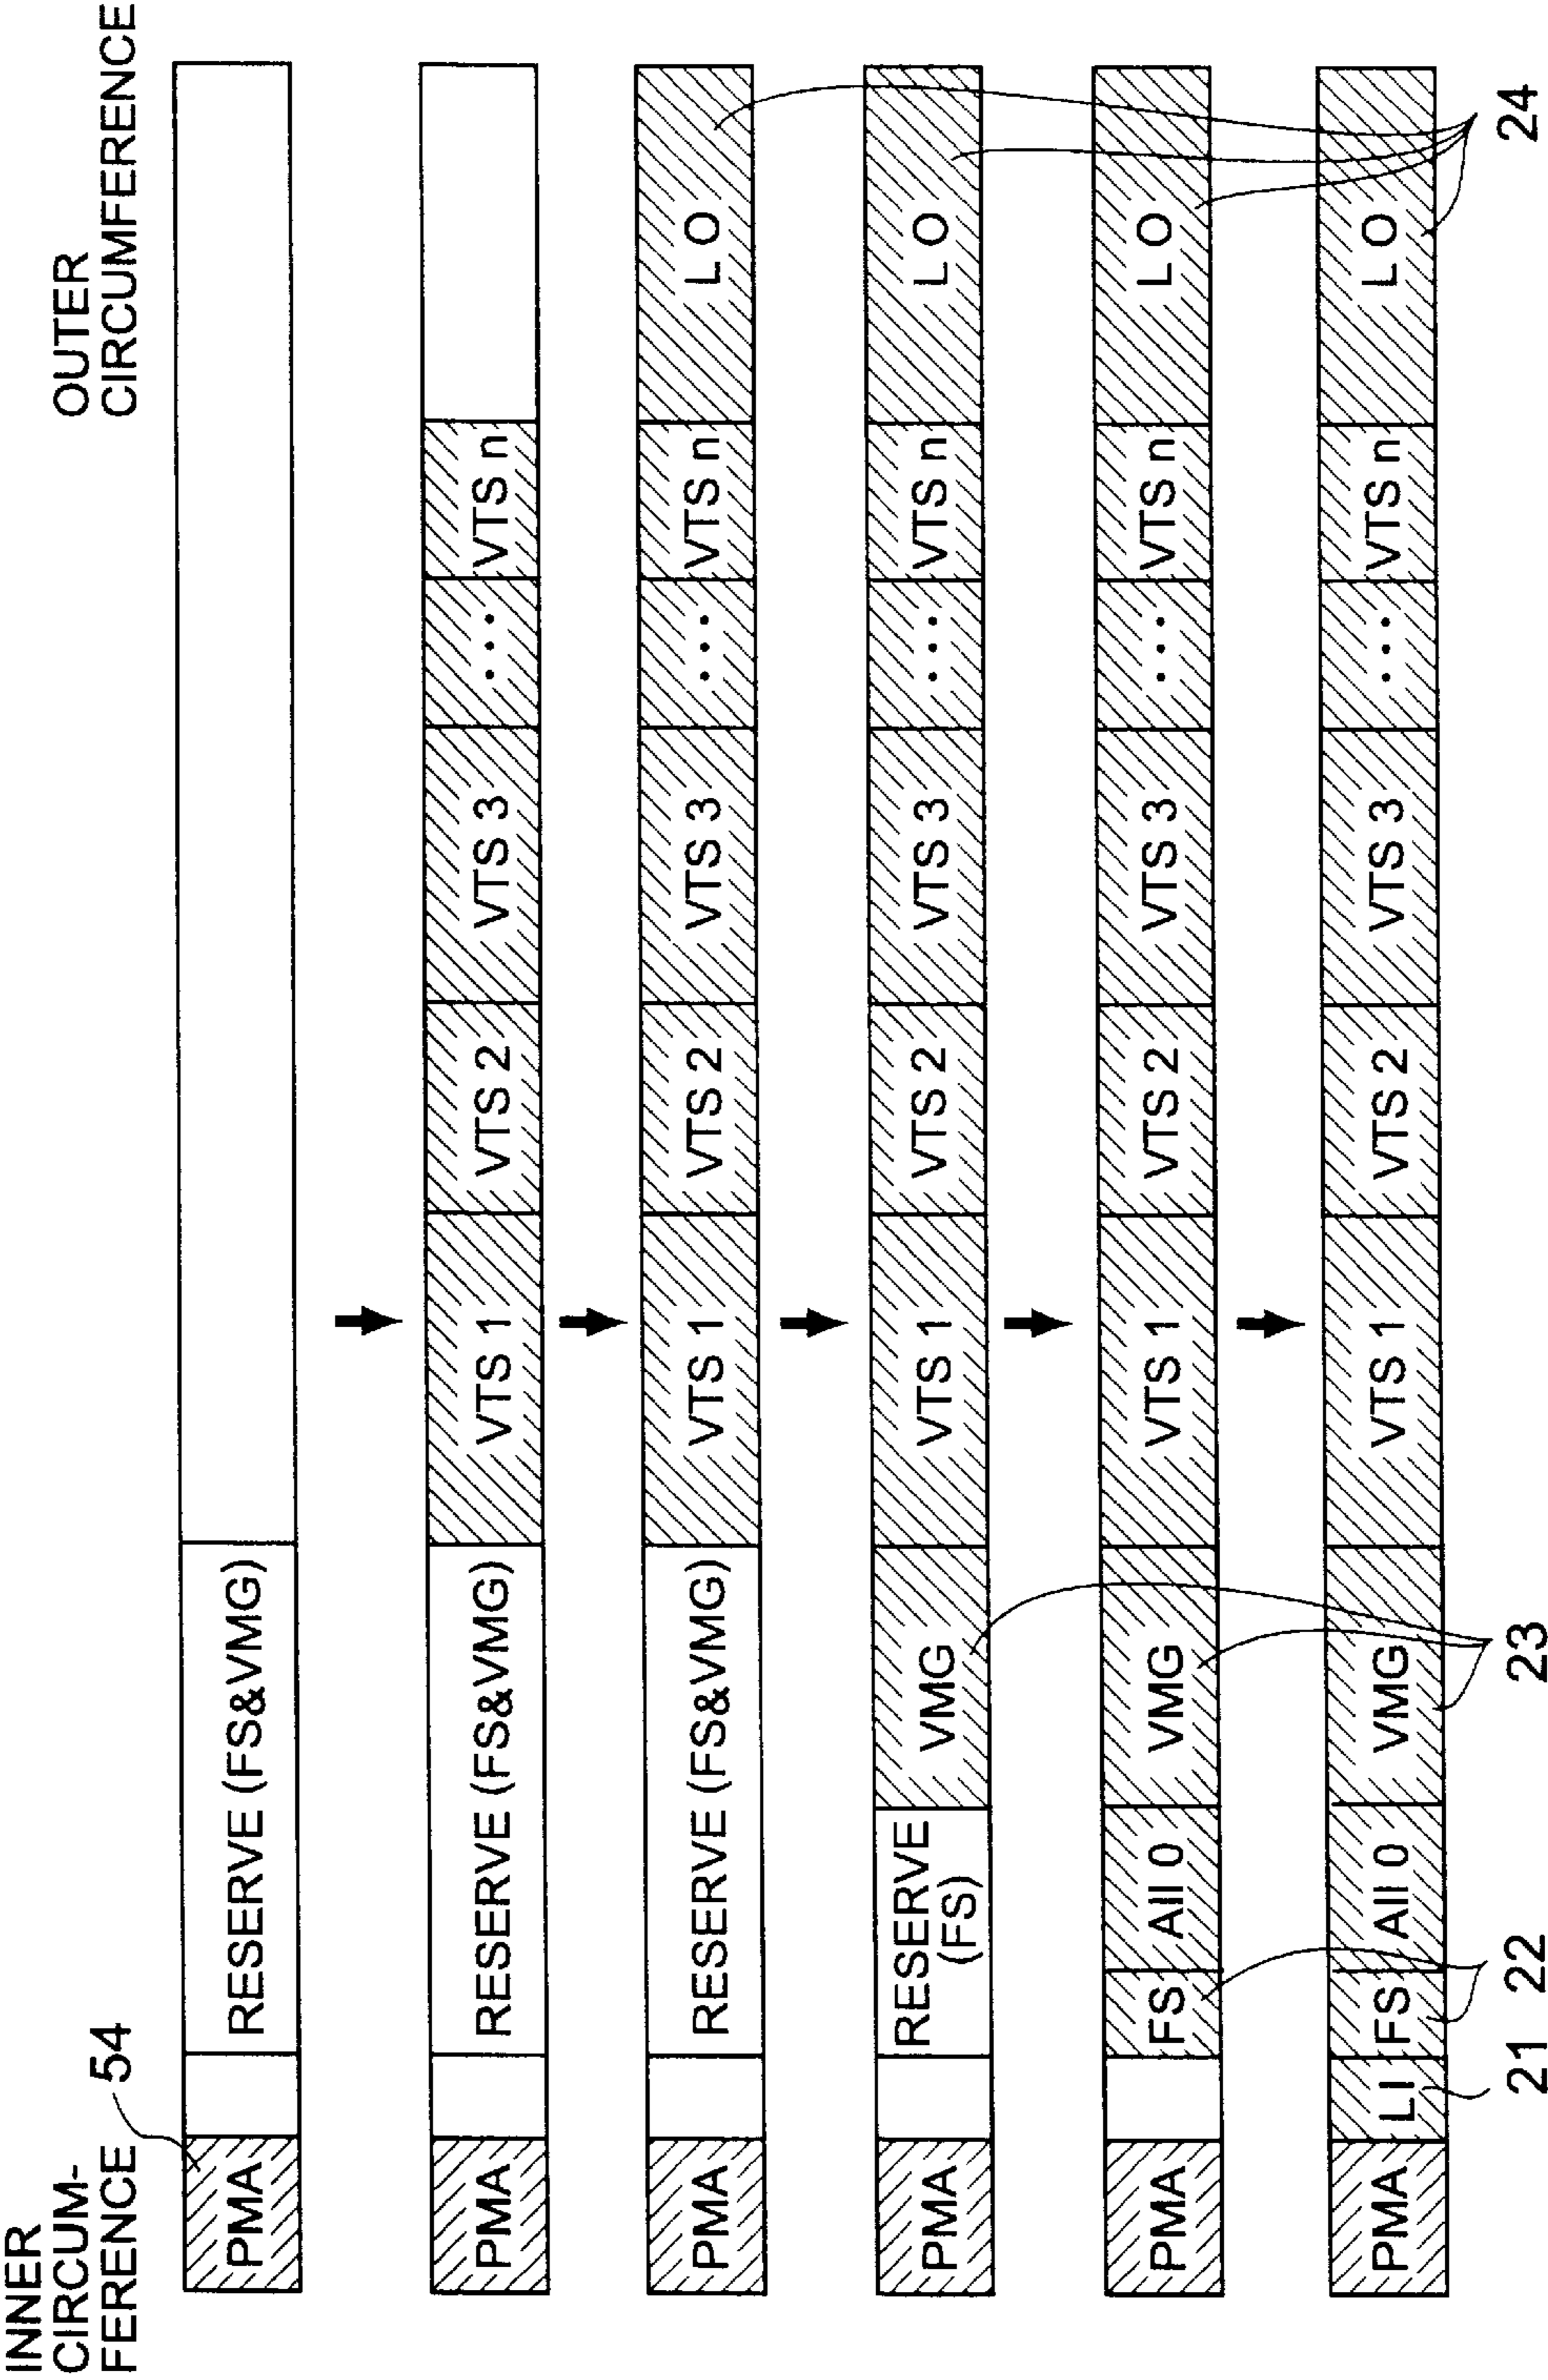 INNER
CIRCUM-
FERENCE
OUTER
CIRCUMFERENCE
54
PMA
RESERVE (FS&VMG)
PMA
RESERVE (FS&VMG)
VTS 1
VTS 2
VTS 3
...
VTS n
PMA
RESERVE (FS&VMG)
VTS 1
VTS 2
VTS 3
...
VTS n
LO
PMA
RESERVE
(FS)
VMG
VTS 1
VTS 2
VTS 3
...
VTS n
LO
PMA
FS
All 0
VMG
VTS 1
VTS 2
VTS 3
...
VTS n
LO
PMA
LI
FS
All 0
VMG
VTS 1
VTS 2
VTS 3
...
VTS n
LO
21
22
23
24